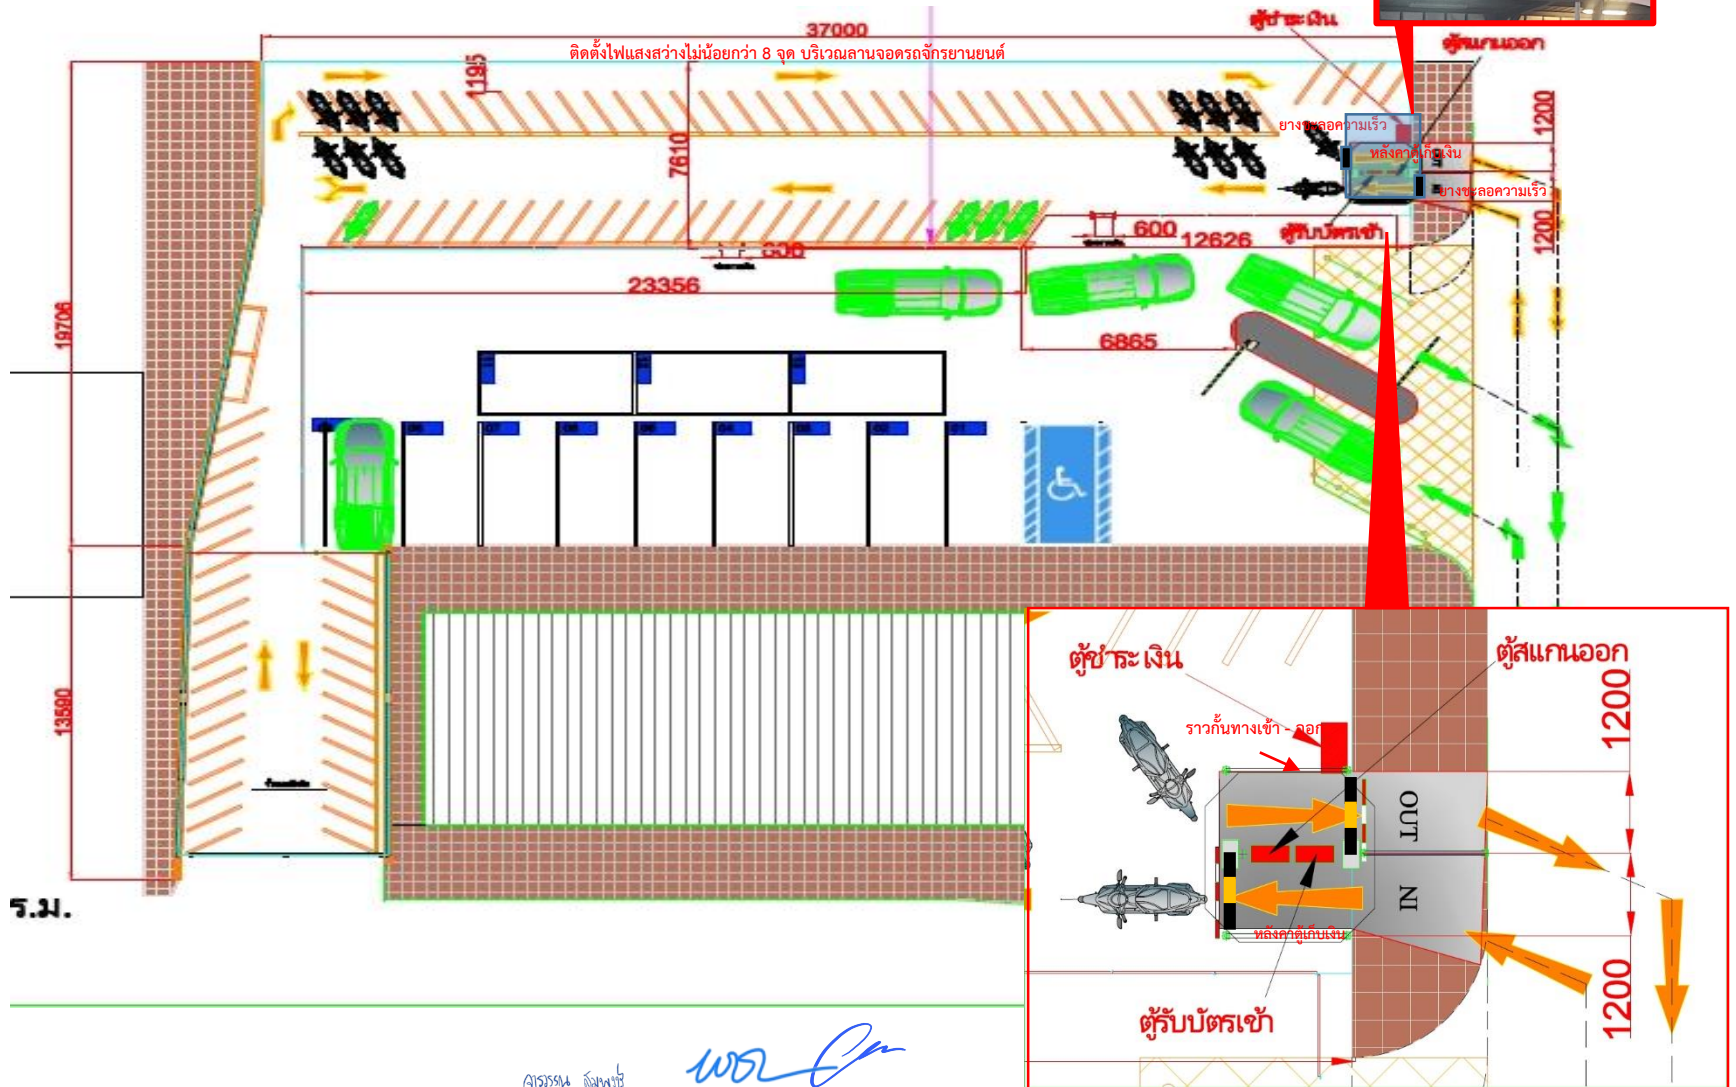 37000
ตู้ชำระเงิน
ตู้สแกนออก
ติดตั้งไฟแสงสว่างไม่น้อยกว่า 8 จุด บริเวณลานจอดรถจักรยานยนต์
1195
7610
ยางชะลอความเร็ว
หลังคาตู้เก็บเงิน
ยางชะลอความเร็ว
1200
1200
600
600
12626
ตู้รับบัตรเข้า
23356
6865
19706
07
04
03
02
01
13590
ร.ม.
ตู้ชำระเงิน
ตู้สแกนออก
ราวกั้นทางเข้า - ออก
1200
OUT
IN
หลังคาตู้เก็บเงิน
1200
ตู้รับบัตรเข้า